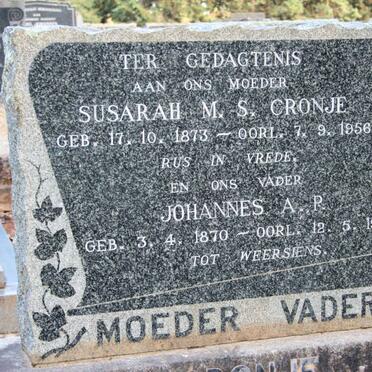 TER GEDAGTENIS
AAN ONS MOEDER
SUSARAH M. S. CRONJE
GEB. 17. 10. 1873 — OORL. 7. 9. 1956
RUS IN VREDE.
EN ONS VADER
JOHANNES A. P.
GEB. 3. 4. 1870 — OORL. 12. 5. 1
TOT WEERSIENS.
MOEDER VADER